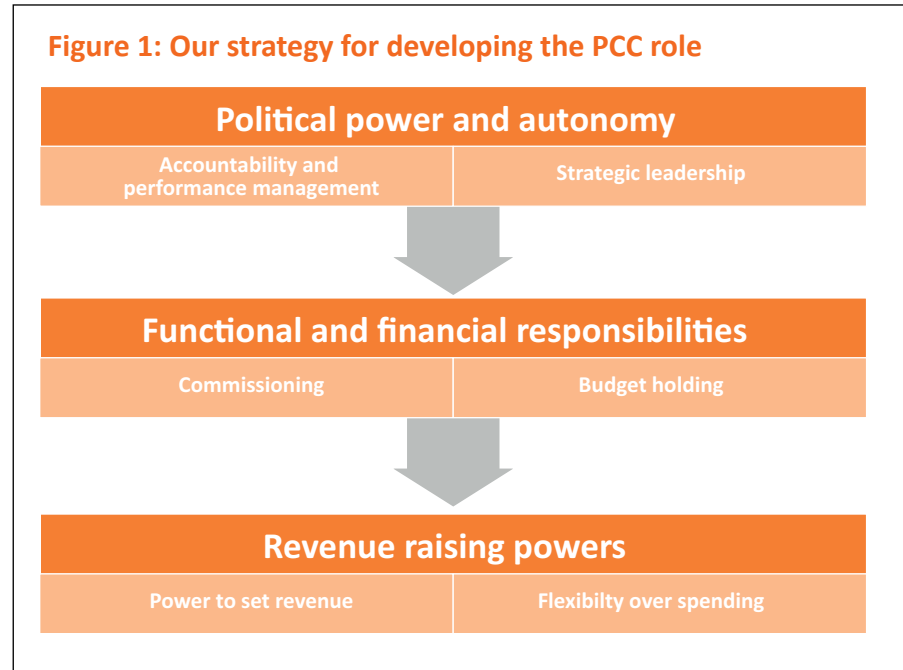 Figure 1: Our strategy for developing the PCC role
Political power and autonomy
Accountability and
performance management
Strategic leadership
Functional and financial responsibilities
Commissioning
Budget holding
Revenue raising powers
Power to set revenue
Flexibilty over spending